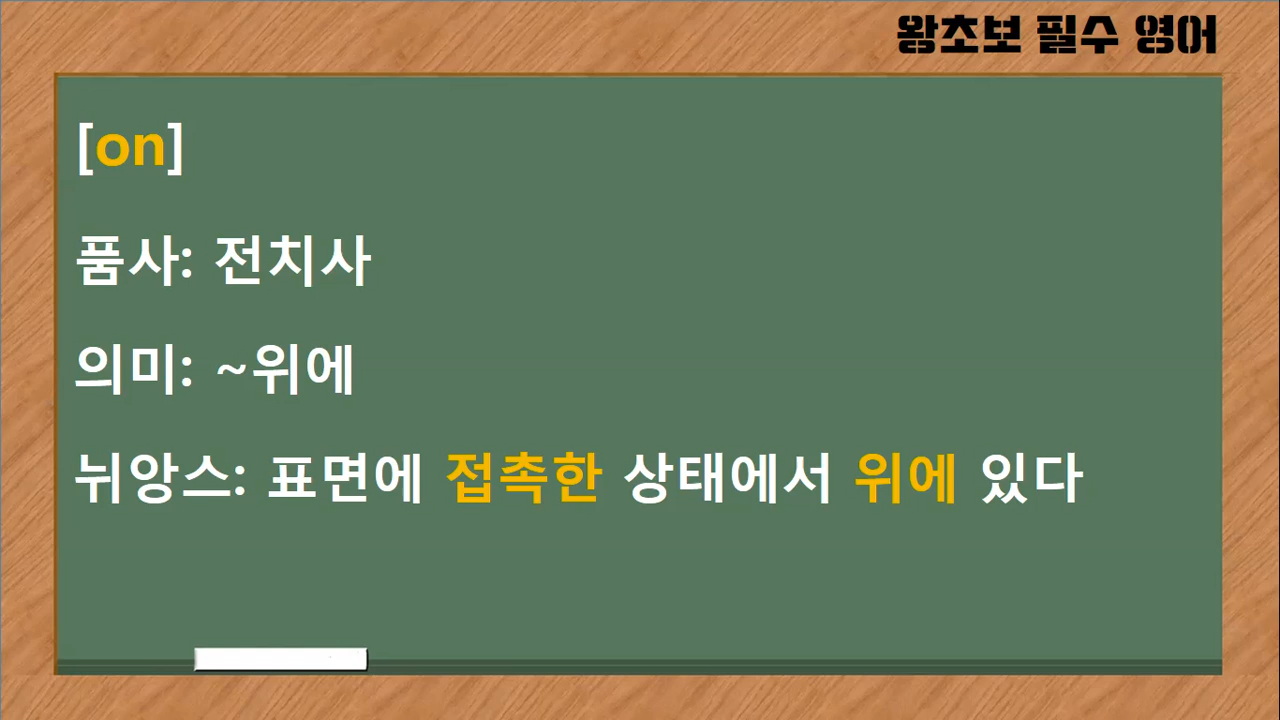 왕초보 필수 영어
[on]
품사: 전치사
의미: ~위에
뉘앙스: 표면에 접촉한 상태에서 위에 있다